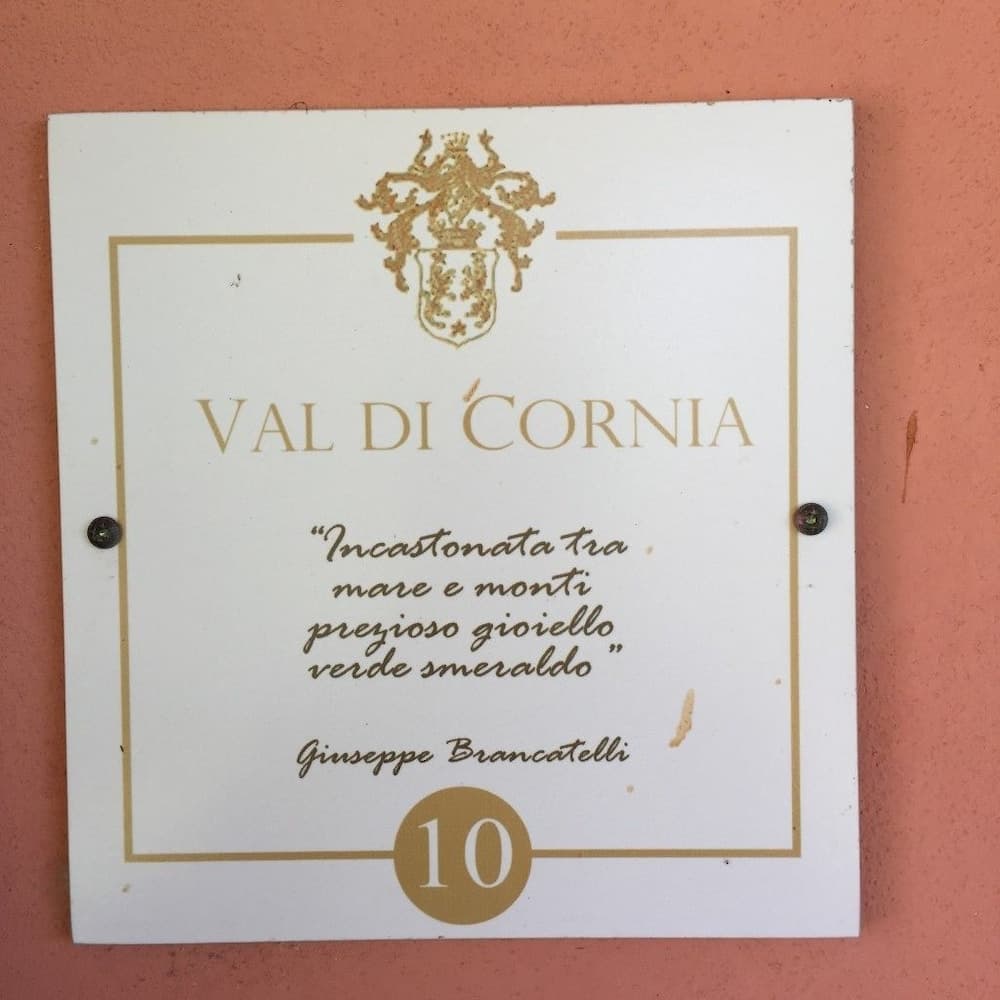 VAL DI CORNIA
“Incastonata tra
mare e monti
prezioso gioiello
verde smeraldo”
Giuseppe Brancatelli
10